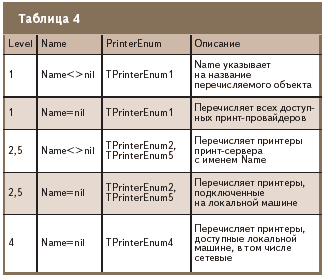 Таблица 4
Level Name PrinterEnum Описание
1 Name<>nil TPrinterEnum1 Name указывает
на название
перечисляемого объекта
1 Name=nil TPrinterEnum1 Перечисляет всех доступ-
ных принт-провайдеров
2,5 Name<>nil TPrinterEnum2, Перечисляет принтеры
TPrinterEnum5 принт-сервера
с именем Name
2,5 Name=nil TPrinterEnum2, Перечисляет принтеры,
TPrinterEnum5 подключенные
на локальной машине
4 Name=nil TPrinterEnum4 Перечисляет принтеры,
доступные локальной
машине, в том числе
сетевые